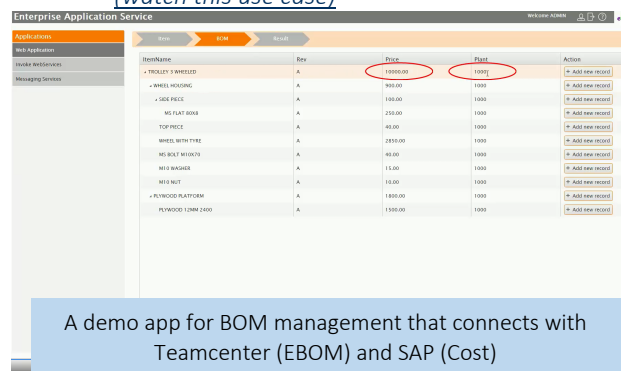 [Watch this use case]
Enterprise Application Service Welcome ADMIN
Applications
Web Application
Invoke WebServices
Messaging Services
Item BOM Result
ItemName Rev Price Plant Action
TROLLEY 3 WHEELED A 10000.00 1000 + Add new record
WHEEL HOUSING A 900.00 1000 + Add new record
SIDE PIECE A 100.00 1000 + Add new record
MS FLAT 80X8 A 250.00 1000 + Add new record
TOP PIECE A 40.00 1000 + Add new record
WHEEL WITH TYRE A 2850.00 1000 + Add new record
MS BOLT M10X70 A 40.00 1000 + Add new record
M10 WASHER A 15.00 1000 + Add new record
M10 NUT A 10.00 1000 + Add new record
PLYWOOD PLATFORM A 1800.00 1000 + Add new record
PLYWOOD 12MM 2400 A 1500.00 1000 + Add new record
A demo app for BOM management that connects with
Teamcenter (EBOM) and SAP (Cost)